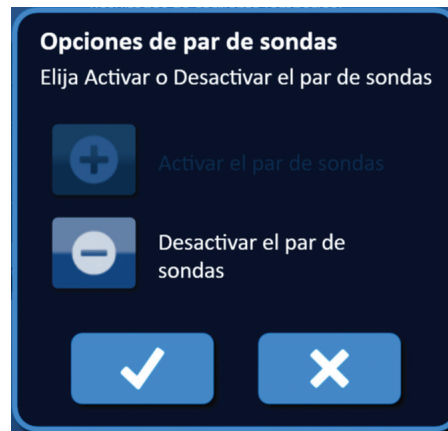 Opciones de par de sondas
Elija Activar o Desactivar el par de sondas
Activar el par de sondas
Desactivar el par de
sondas